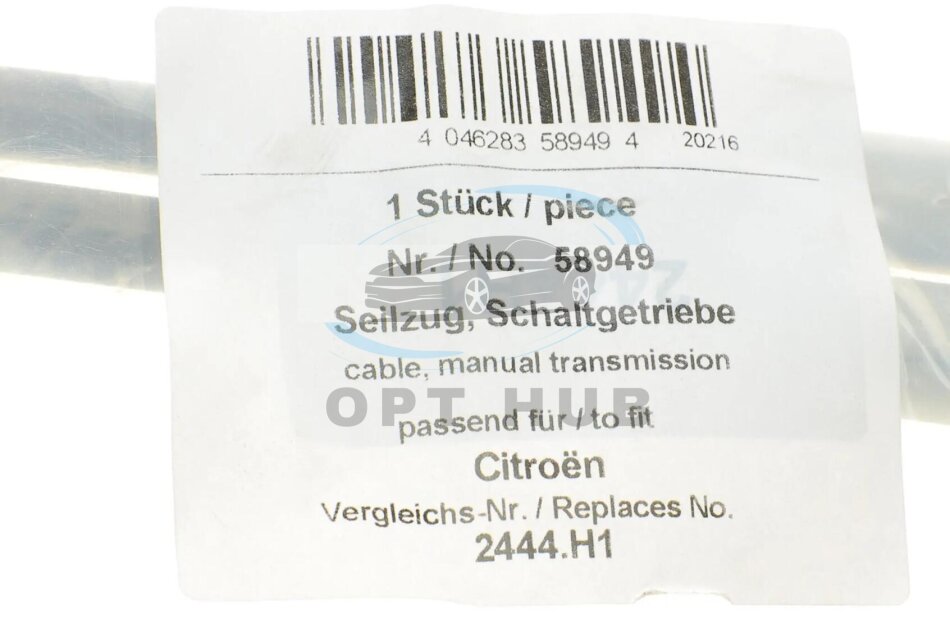 4 046283 58949 4 20216
1 Stück / piece
Nr. / No. 58949
Seilzug, Schaltgetriebe
cable, manual transmission
OPT HUB
passend für / to fit
Citroën
Vergleichs-Nr. / Replaces No.
2444.H1